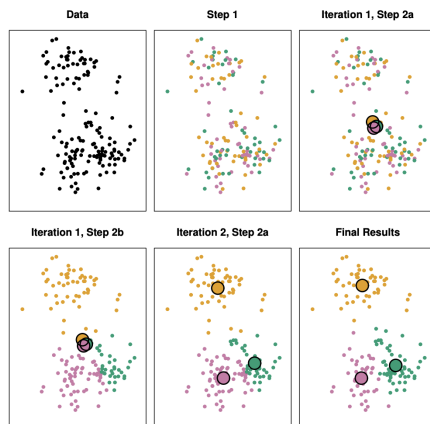 Data
Step 1
Iteration 1, Step 2a
Iteration 1, Step 2b
Iteration 2, Step 2a
Final Results